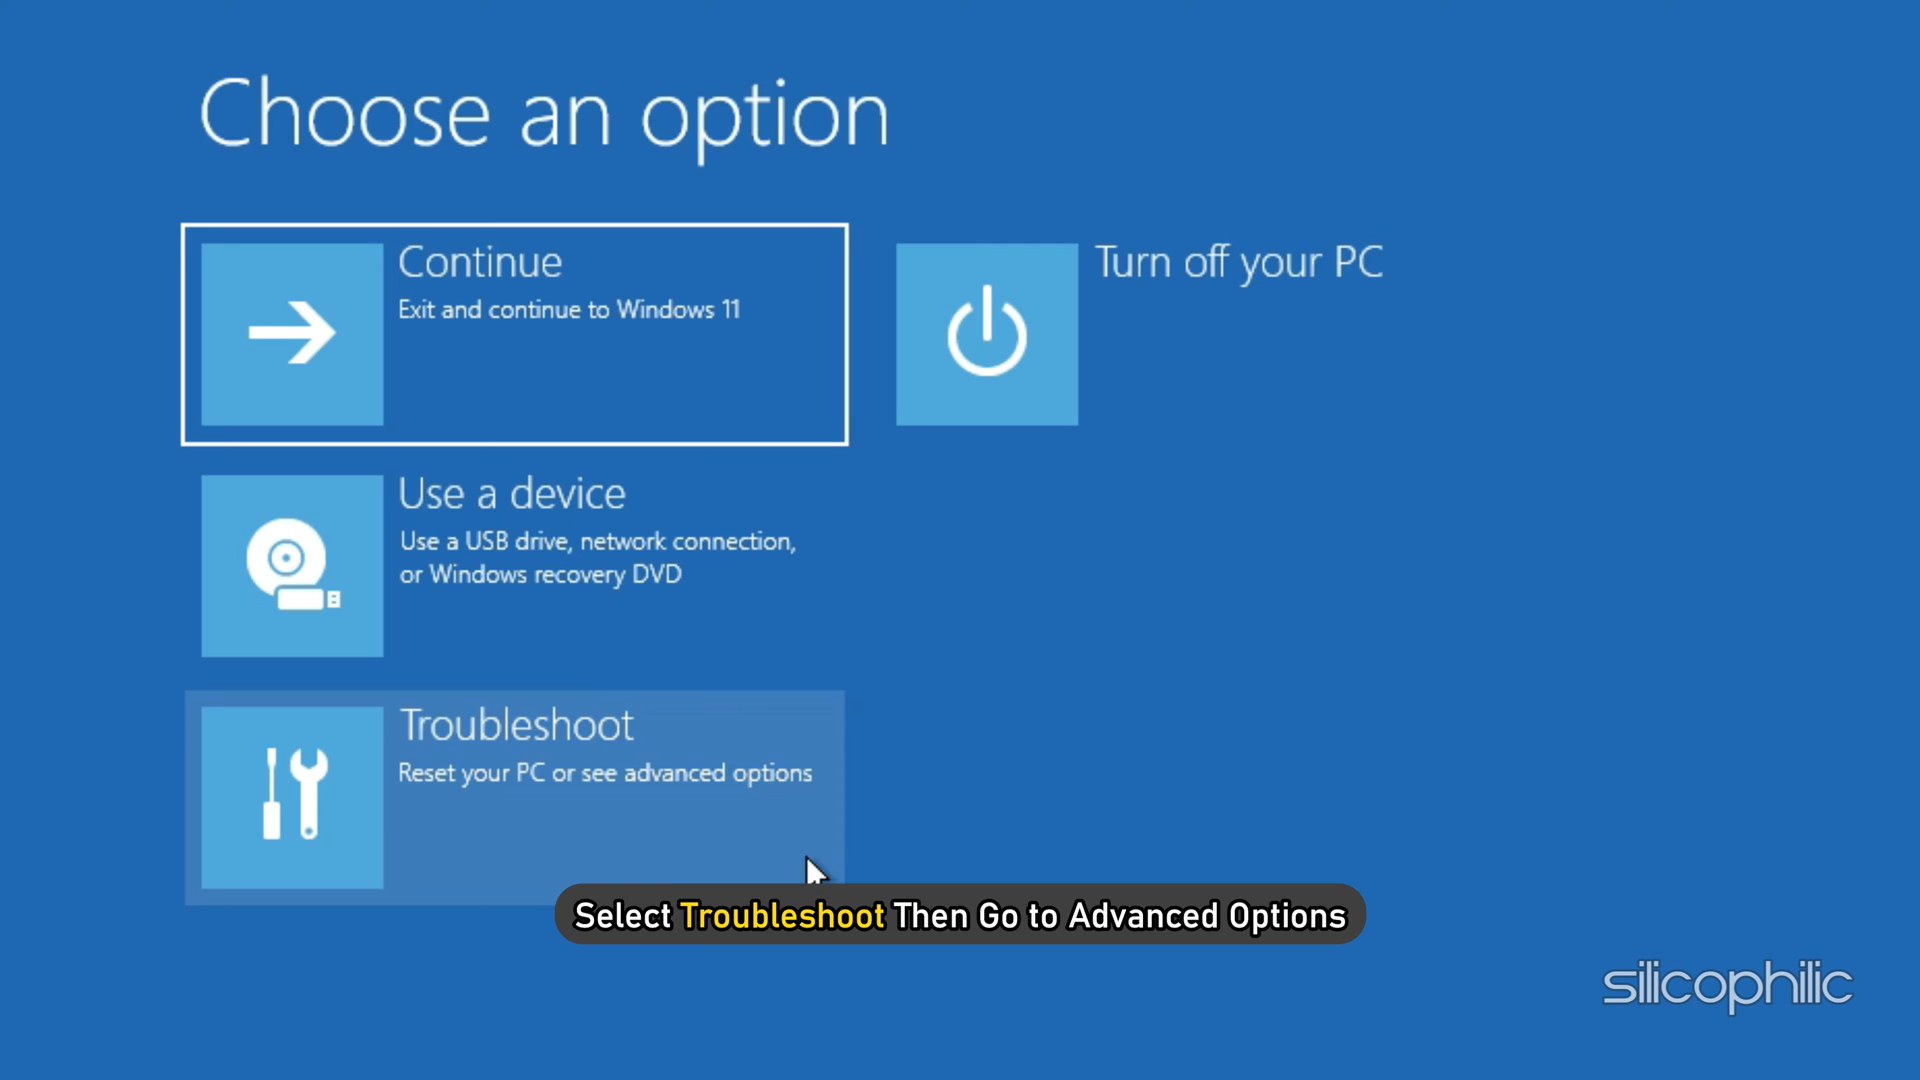 Choose an option
Continue
Exit and continue to Windows 11
Turn off your PC
Use a device
Use a USB drive, network connection,
or Windows recovery DVD
Troubleshoot
Reset your PC or see advanced options
Select Troubleshoot Then Go to Advanced Options
silicophilic